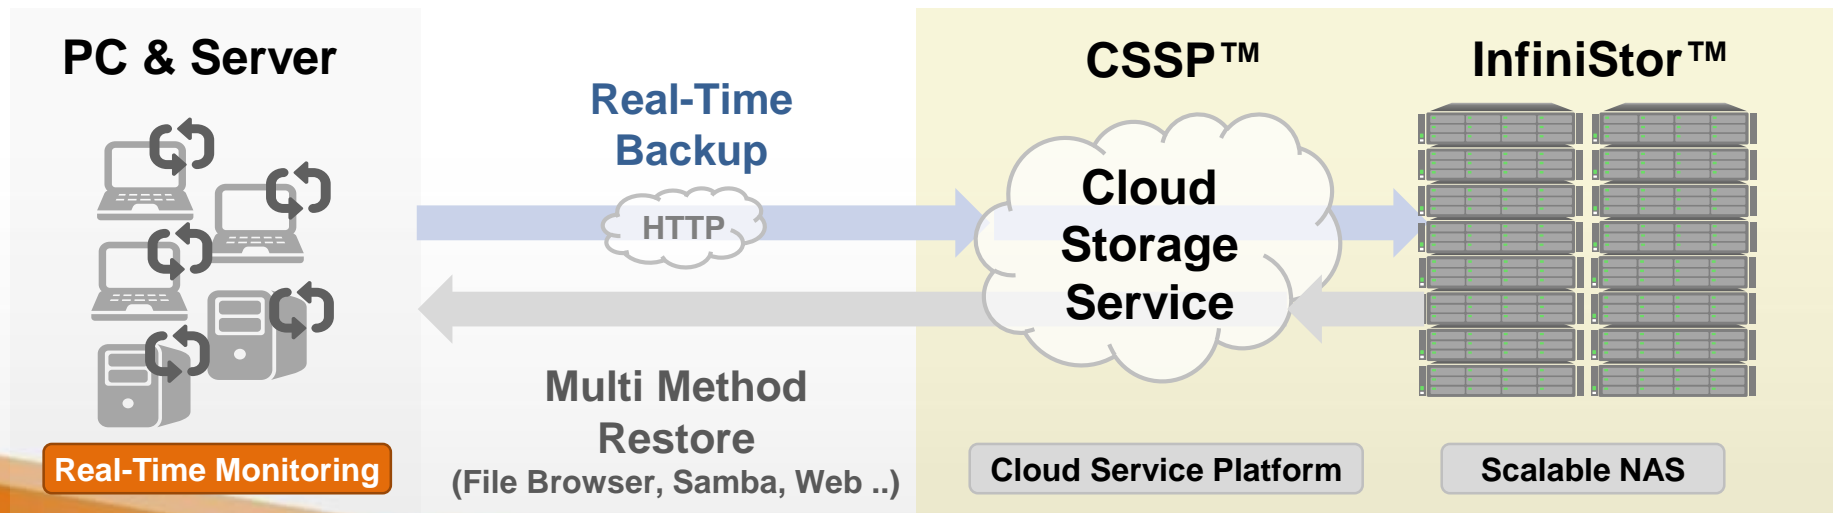 PC & Server
Real-Time Monitoring
Real-Time
Backup
HTTP
Multi Method
Restore
(File Browser, Samba, Web ..)
CSSP™
Cloud
Storage
Service
Cloud Service Platform
InfiniStor™
Scalable NAS